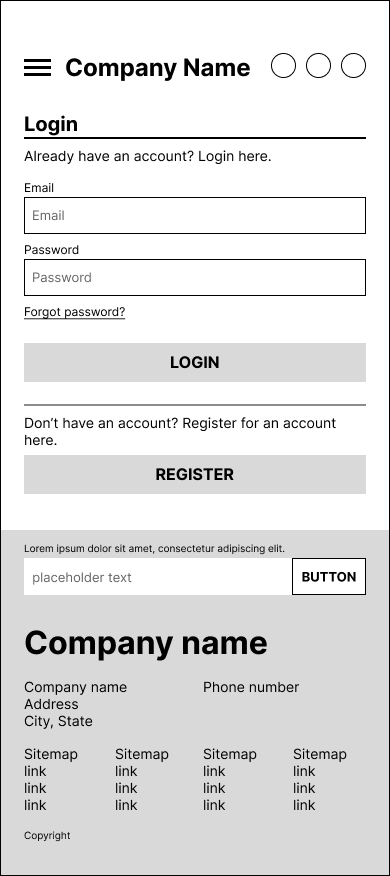 Company Name
Login
Already have an account? Login here.
Email
Email
Password
Password
Forgot password?
LOGIN
Don’t have an account? Register for an account
here.
REGISTER
Lorem ipsum dolor sit amet, consectetur adipiscing elit.
placeholder text
BUTTON
Company name
Company name
Address
City, State
Phone number
Sitemap
link
link
link
Sitemap
link
link
link
Sitemap
link
link
link
Sitemap
link
link
link
Copyright